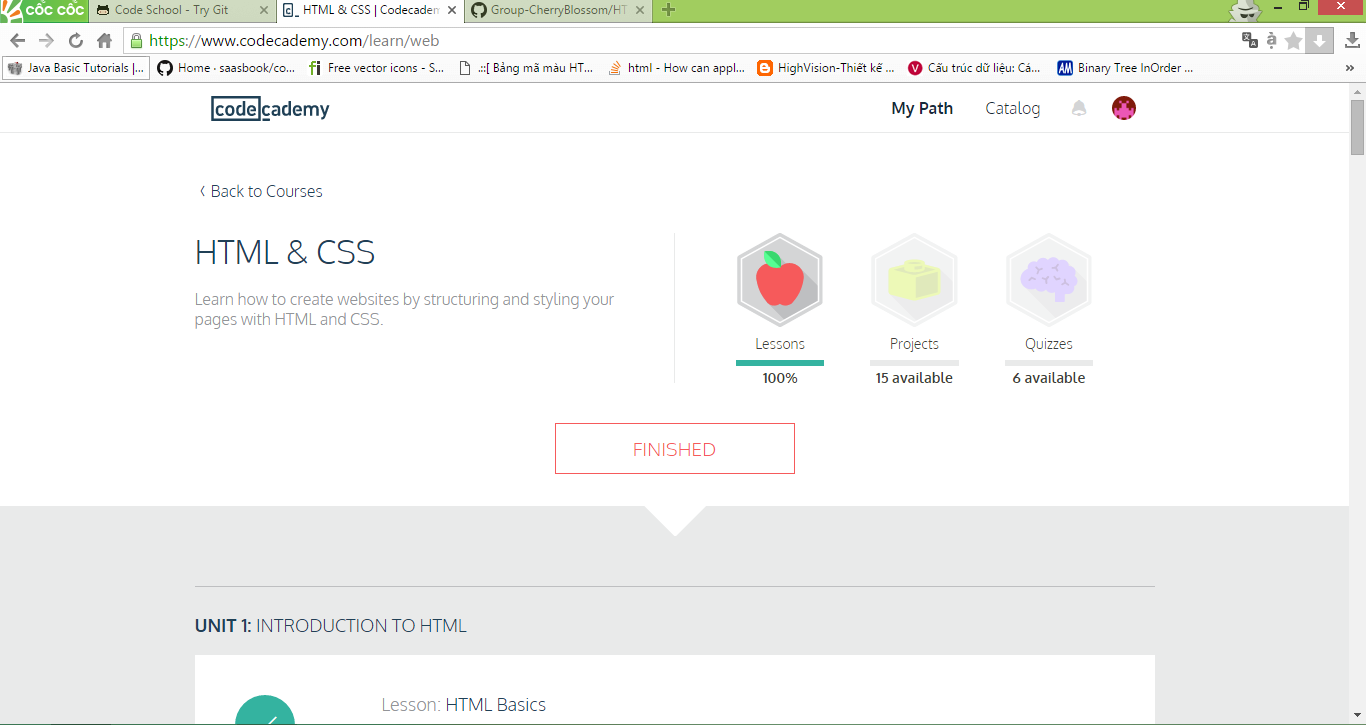 CỐC CỐC
Code School - Try Git
HTML & CSS | Codecadem
Group-CherryBlossom/HT
https://www.codecademy.com/learn/web
Java Basic Tutorials |...
Home · saasbook/co...
Free vector icons - S...
.::[ Bảng mã màu HT...
html - How can appl...
HighVision-Thiết kế ...
Cấu trúc dữ liệu: Cá...
Binary Tree InOrder ...
codecademy
My Path
Catalog
Back to Courses
HTML & CSS
Learn how to create websites by structuring and styling your
pages with HTML and CSS.
Lessons
100%
Projects
15 available
Quizzes
6 available
FINISHED
UNIT 1: INTRODUCTION TO HTML
Lesson: HTML Basics